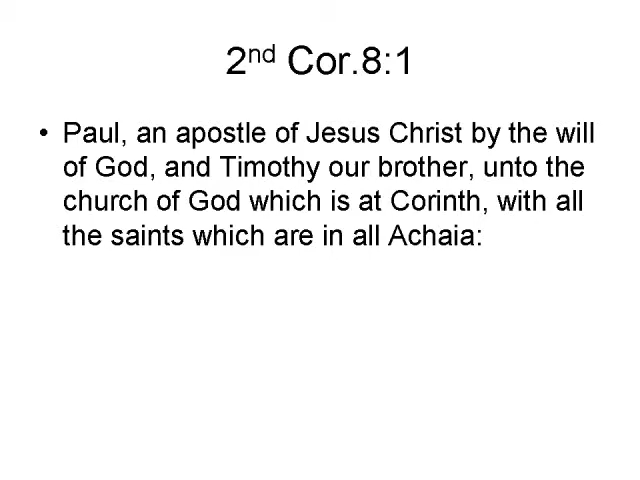 2nd Cor.8:1
• Paul, an apostle of Jesus Christ by the will
of God, and Timothy our brother, unto the
church of God which is at Corinth, with all
the saints which are in all Achaia: